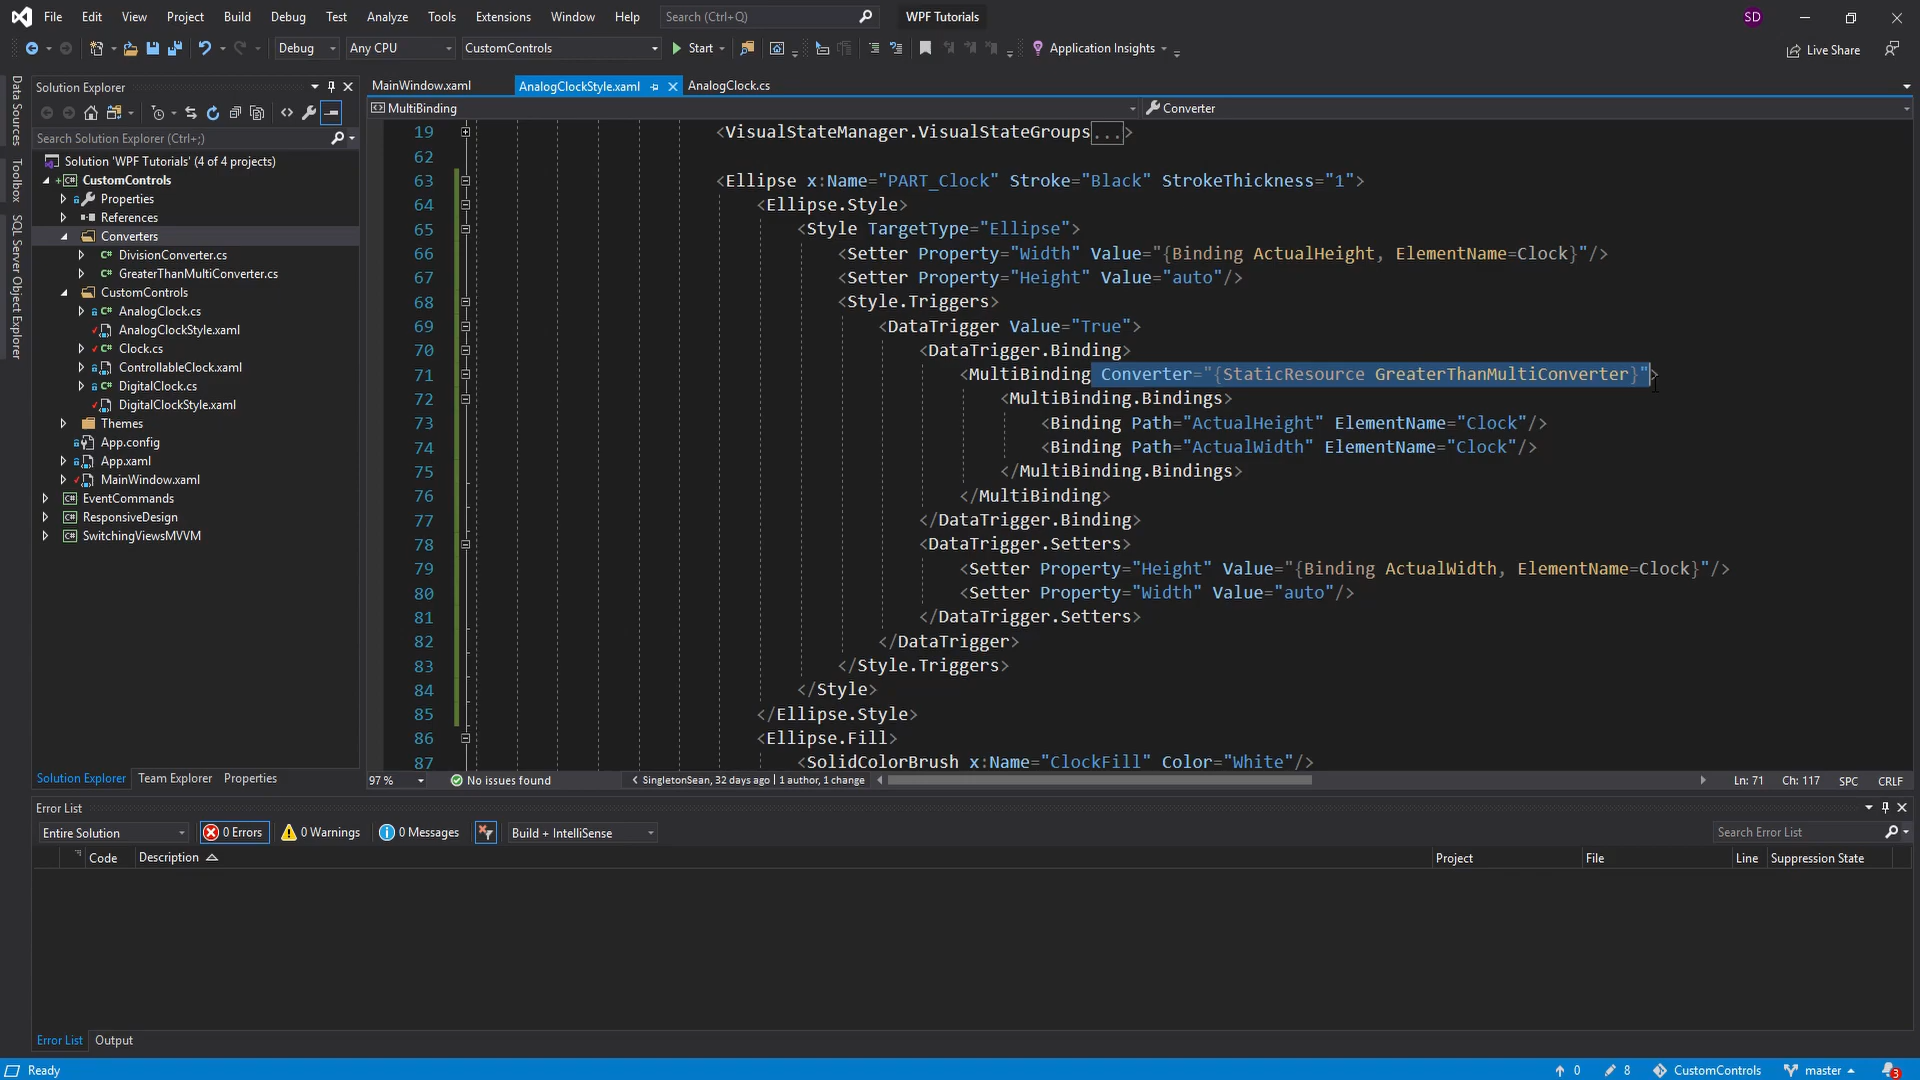 File Edit View Project Build Debug Test Analyze Tools Extensions Window Help Search (Ctrl+Q) WPF Tutorials SD
Debug Any CPU CustomControls Start Application Insights Live Share
Data Sources
Toolbox
SQL Server Object Explorer
Solution Explorer
Search Solution Explorer (Ctrl+;)
Solution 'WPF Tutorials' (4 of 4 projects)
CustomControls
Properties
References
Converters
DivisionConverter.cs
GreaterThanMultiConverter.cs
CustomControls
AnalogClock.cs
AnalogClockStyle.xaml
Clock.cs
ControllableClock.xaml
DigitalClock.cs
DigitalClockStyle.xaml
Themes
App.config
App.xaml
MainWindow.xaml
EventCommands
ResponsiveDesign
SwitchingViewsMVVM
Solution Explorer Team Explorer Properties
MainWindow.xaml AnalogClockStyle.xaml AnalogClock.cs
MultiBinding Converter
19 <VisualStateManager.VisualStateGroups...>
62
63 <Ellipse x:Name="PART_Clock" Stroke="Black" StrokeThickness="1">
64 <Ellipse.Style>
65 <Style TargetType="Ellipse">
66 <Setter Property="Width" Value="{Binding ActualHeight, ElementName=Clock}"/>
67 <Setter Property="Height" Value="auto"/>
68 <Style.Triggers>
69 <DataTrigger Value="True">
70 <DataTrigger.Binding>
71 <MultiBinding Converter="{StaticResource GreaterThanMultiConverter}">
72 <MultiBinding.Bindings>
73 <Binding Path="ActualHeight" ElementName="Clock"/>
74 <Binding Path="ActualWidth" ElementName="Clock"/>
75 </MultiBinding.Bindings>
76 </MultiBinding>
77 </DataTrigger.Binding>
78 <DataTrigger.Setters>
79 <Setter Property="Height" Value="{Binding ActualWidth, ElementName=Clock}"/>
80 <Setter Property="Width" Value="auto"/>
81 </DataTrigger.Setters>
82 </DataTrigger>
83 </Style.Triggers>
84 </Style>
85 </Ellipse.Style>
86 <Ellipse.Fill>
87 <SolidColorBrush x:Name="ClockFill" Color="White"/>
97 % No issues found SingletonSean, 32 days ago | 1 author, 1 change Ln: 71 Ch: 117 SPC CRLF
Error List
Entire Solution 0 Errors 0 Warnings 0 Messages Build + IntelliSense Search Error List
Code Description Project File Line Suppression State
Error List Output
Ready 0 8 CustomControls master 3